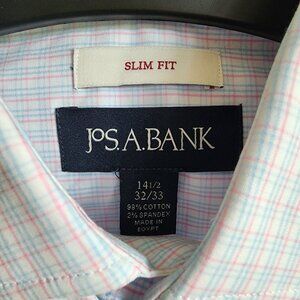 SLIM FIT
JOS. A. BANK
14 1/2
32/33
98% COTTON
2% SPANDEX
MADE IN
EGYPT